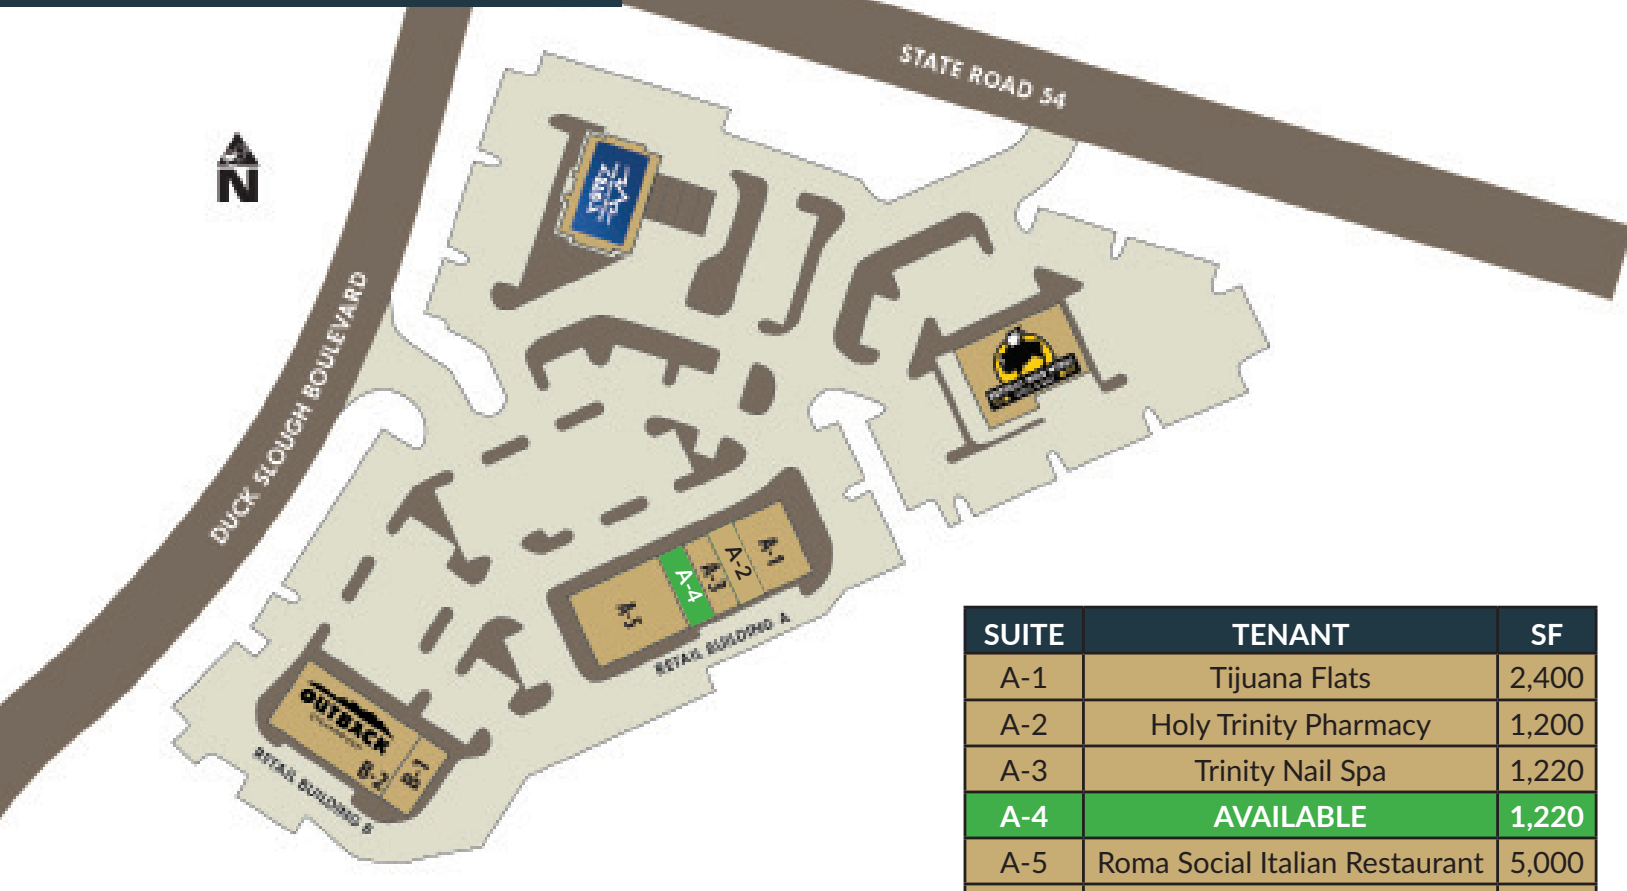 STATE ROAD 54
N
DUCK SLOUGH BOULEVARD
A-1
A-2
A-3
A-4
A-5
RETAIL BUILDING A
OUTBACK
B-2
B-1
RETAIL BUILDING B
SUITE TENANT SF
A-1 Tijuana Flats 2,400
A-2 Holy Trinity Pharmacy 1,200
A-3 Trinity Nail Spa 1,220
A-4 AVAILABLE 1,220
A-5 Roma Social Italian Restaurant 5,000